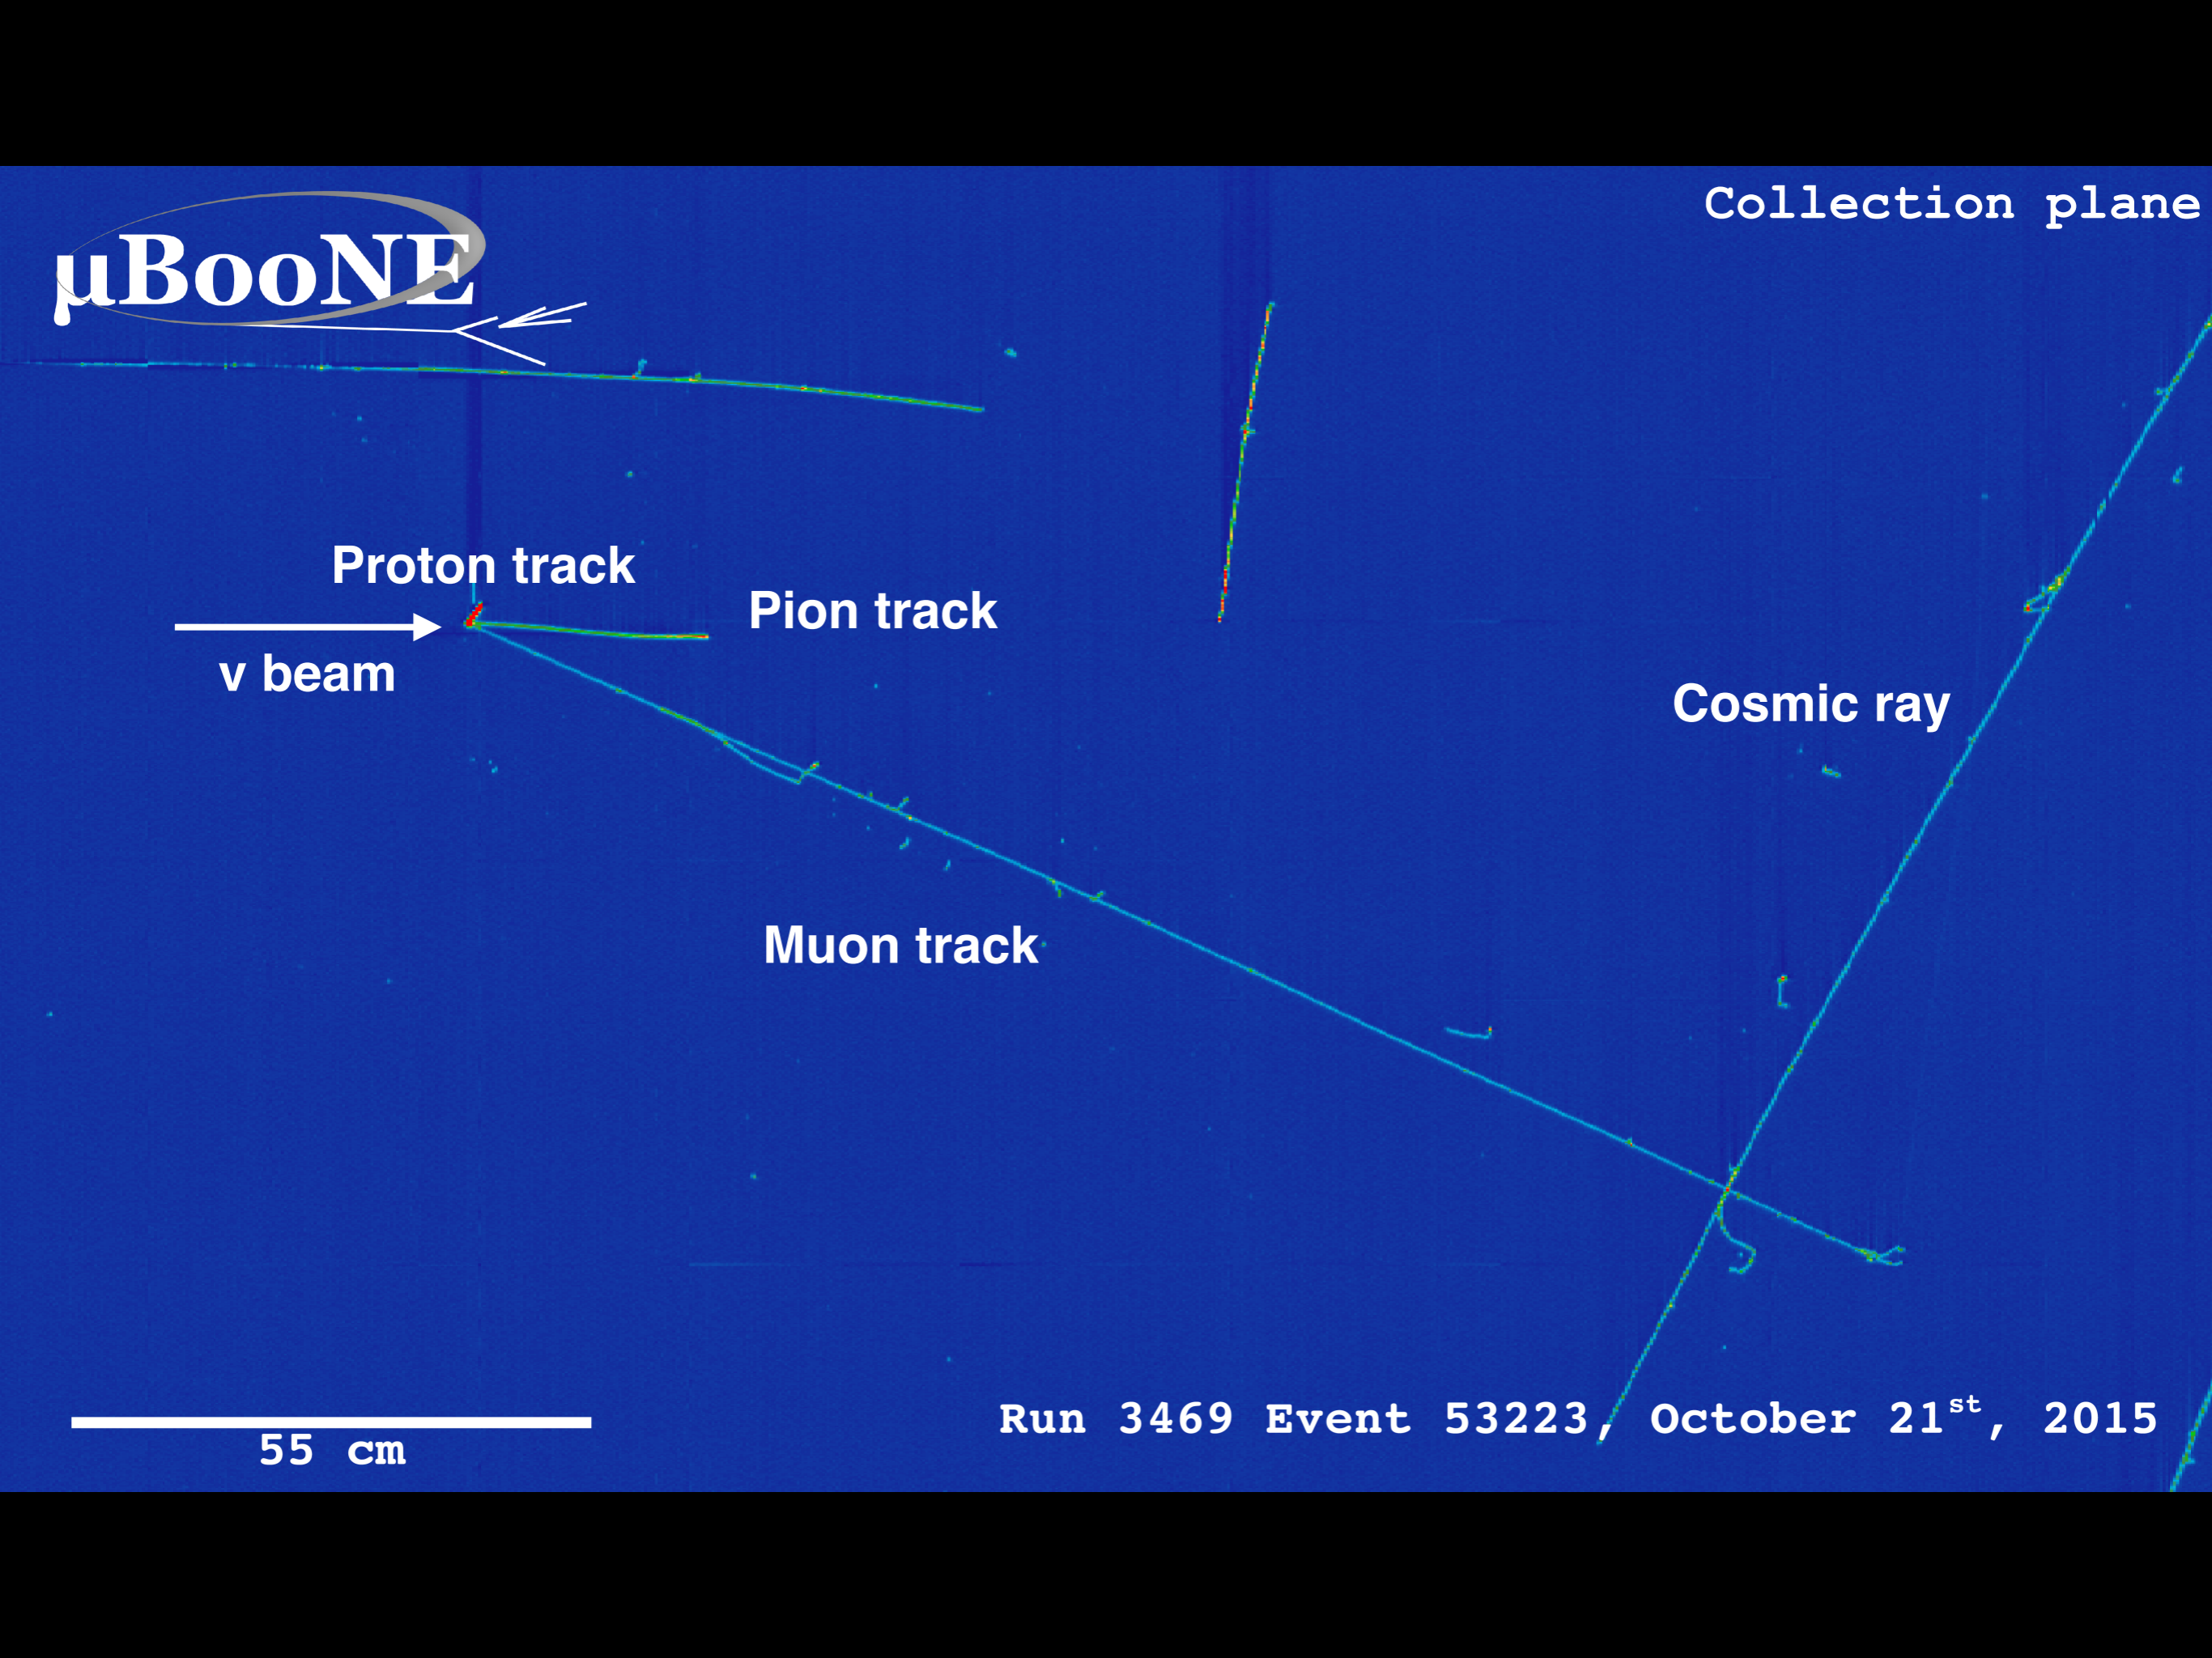 µBooNE
Collection plane
Proton track
Pion track
ν beam
Cosmic ray
Muon track
Run 3469 Event 53223, October 21st, 2015
55 cm